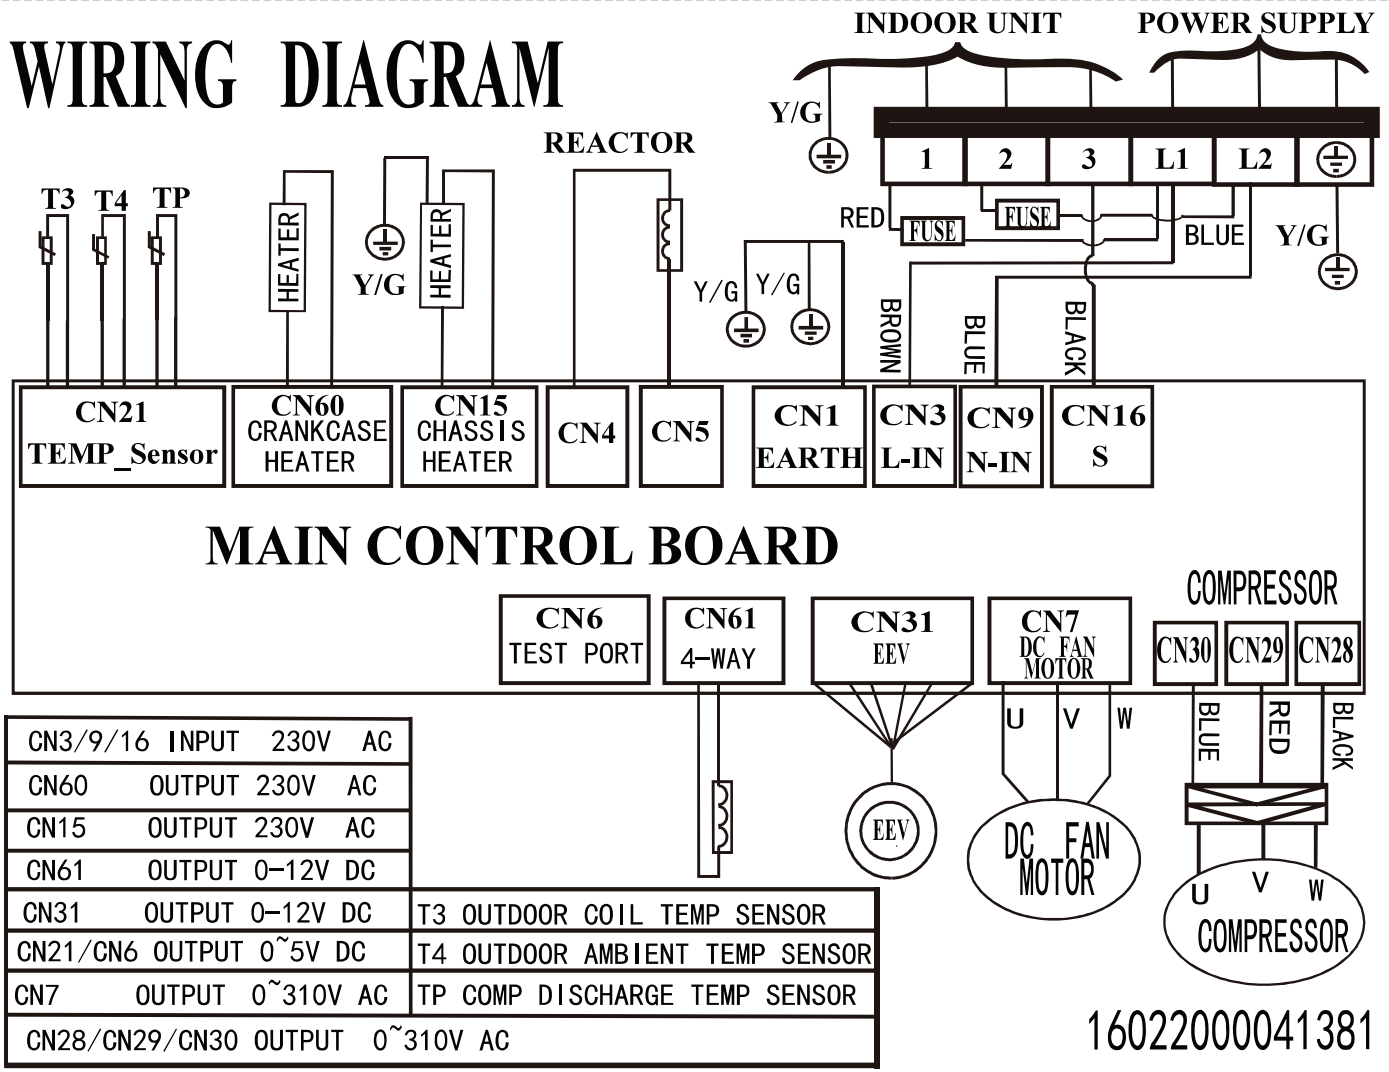 INDOOR UNIT POWER SUPPLY
WIRING DIAGRAM
Y/G
REACTOR
1 2 3 L1 L2
T3 T4 TP
RED FUSE FUSE BLUE Y/G
HEATER Y/G HEATER
Y/G Y/G
BROWN BLUE BLACK
CN21
TEMP_Sensor
CN60
CRANKCASE
HEATER
CN15
CHASSIS
HEATER
CN4
CN5
CN1
EARTH
CN3
L-IN
CN9
N-IN
CN16
S
MAIN CONTROL BOARD
COMPRESSOR
CN6
TEST PORT
CN61
4-WAY
CN31
EEV
CN7
DC FAN
MOTOR
CN30 CN29 CN28
U V W
BLUE RED BLACK
EEV
DC FAN
MOTOR
U V W
COMPRESSOR
CN3/9/16 INPUT 230V AC
CN60 OUTPUT 230V AC
CN15 OUTPUT 230V AC
CN61 OUTPUT 0-12V DC
CN31 OUTPUT 0-12V DC T3 OUTDOOR COIL TEMP SENSOR
CN21/CN6 OUTPUT 0~5V DC T4 OUTDOOR AMBIENT TEMP SENSOR
CN7 OUTPUT 0~310V AC TP COMP DISCHARGE TEMP SENSOR
CN28/CN29/CN30 OUTPUT 0~310V AC
16022000041381